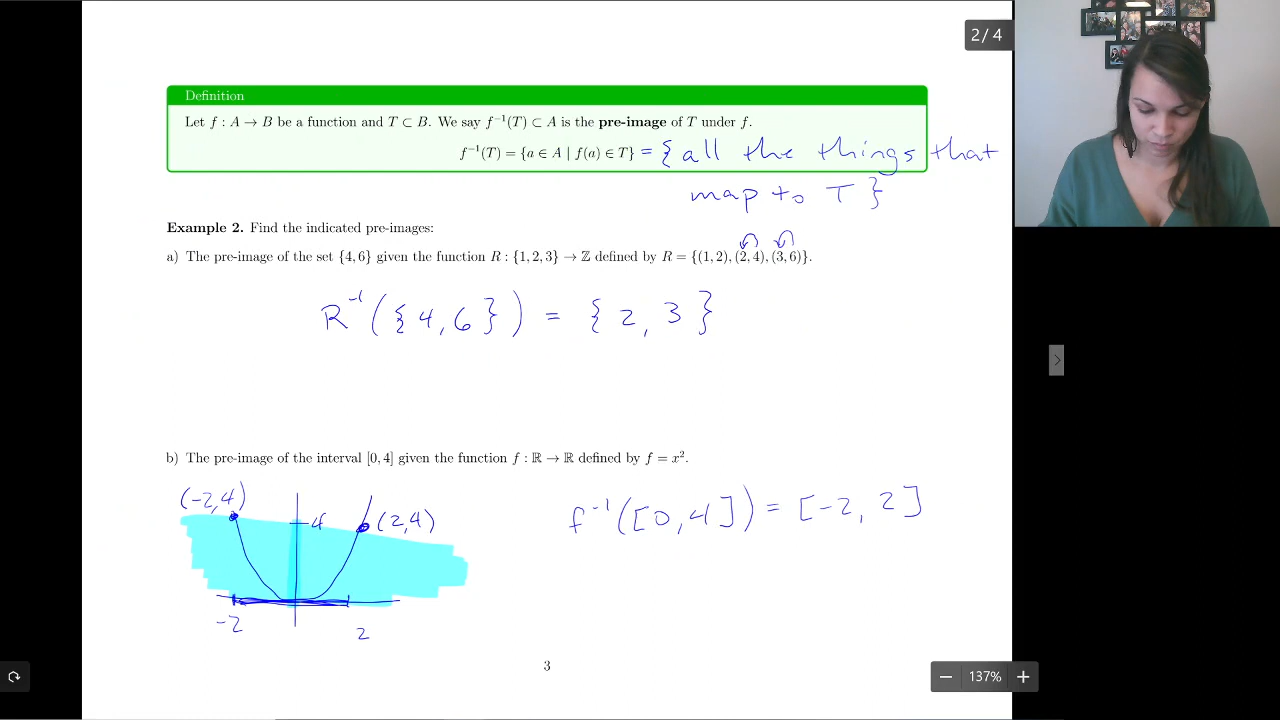 2 / 4
Definition
Let f : A → B be a function and T ⊂ B. We say f⁻¹(T) ⊂ A is the pre-image of T under f.
f⁻¹(T) = {a ∈ A | f(a) ∈ T} = { all the things that
map to T }
Example 2. Find the indicated pre-images:
a) The pre-image of the set {4, 6} given the function R : {1, 2, 3} → ℤ defined by R = {(1, 2), (2, 4), (3, 6)}.
R⁻¹({4, 6}) = {2, 3}
b) The pre-image of the interval [0, 4] given the function f : ℝ → ℝ defined by f = x².
(-2,4)
4
(2,4)
f⁻¹([0,4]) = [-2, 2]
-2
2
3
137%